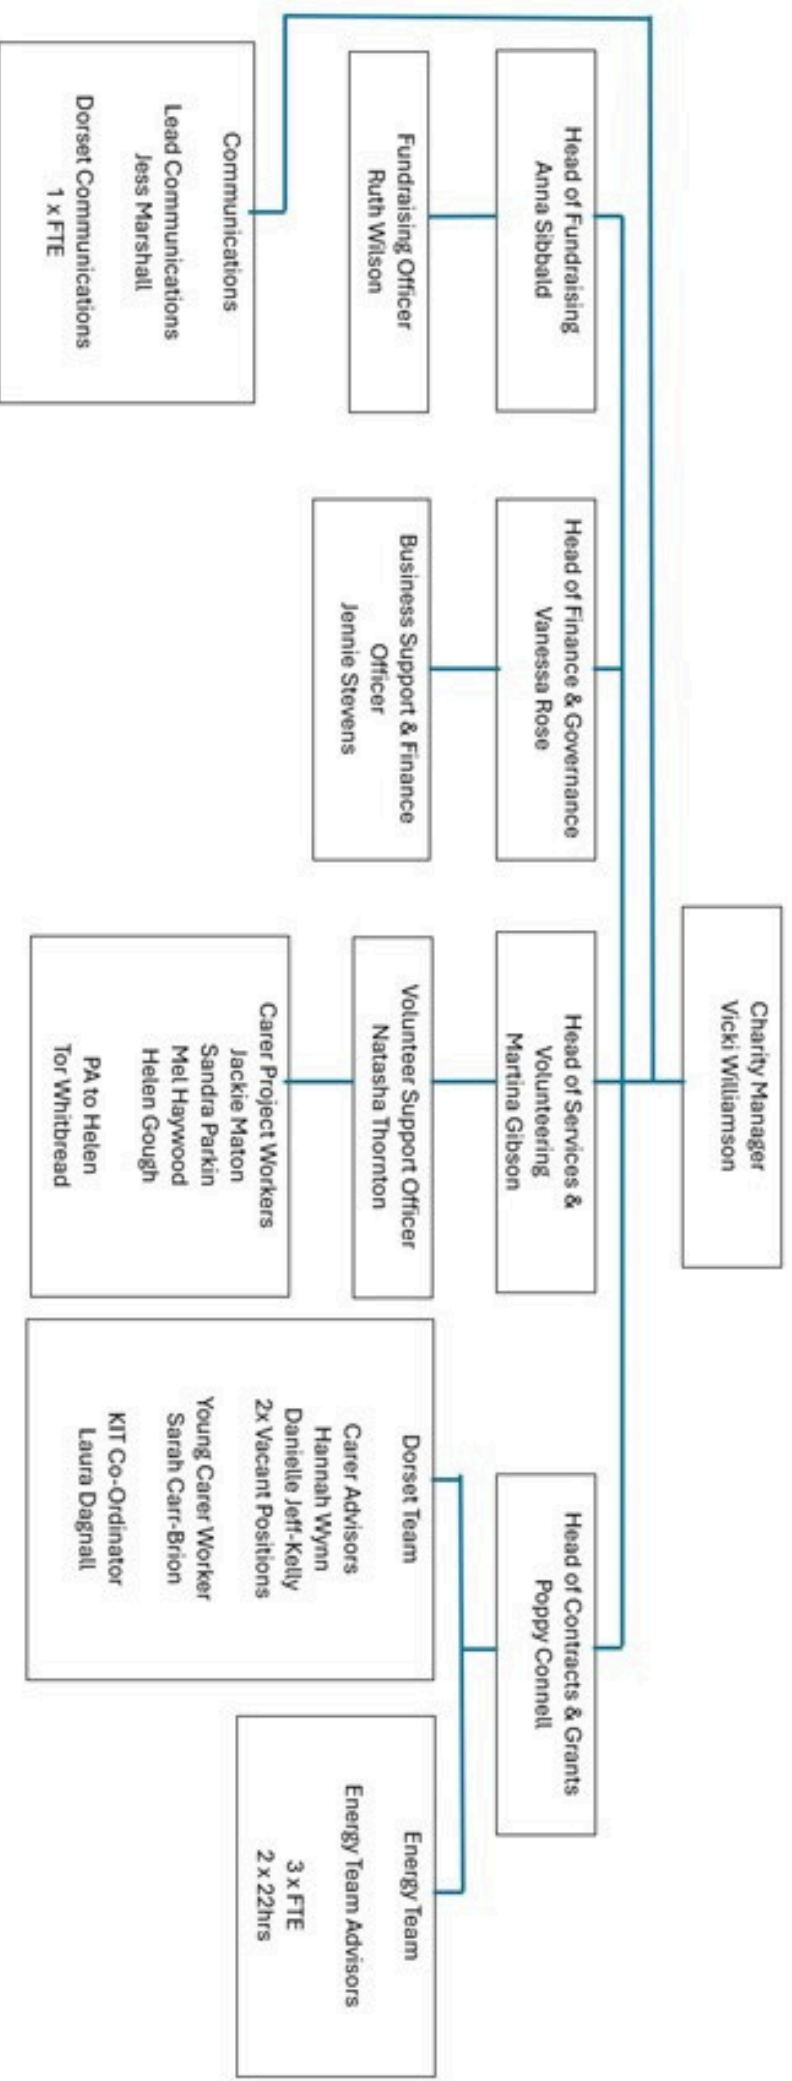 Charity Manager
Vicki Williamson
Head of Fundraising
Anna Sibbald
Head of Finance & Governance
Vanessa Rose
Head of Services &
Volunteering
Martina Gibson
Head of Contracts & Grants
Poppy Connell
Fundraising Officer
Ruth Wilson
Business Support & Finance
Officer
Jennie Stevens
Volunteer Support Officer
Natasha Thornton
Dorset Team
Carer Advisors
Hannah Wynn
Danielle Jeff-Kelly
2x Vacant Positions
Young Carer Worker
Sarah Carr-Brion
KIT Co-Ordinator
Laura Dagnall
Energy Team
Energy Team Advisors
3 x FTE
2 x 22hrs
Communications
Lead Communications
Jess Marshall
Dorset Communications
1 x FTE
Carer Project Workers
Jackie Maton
Sandra Parkin
Mel Haywood
Helen Gough
PA to Helen
Tor Whitbread